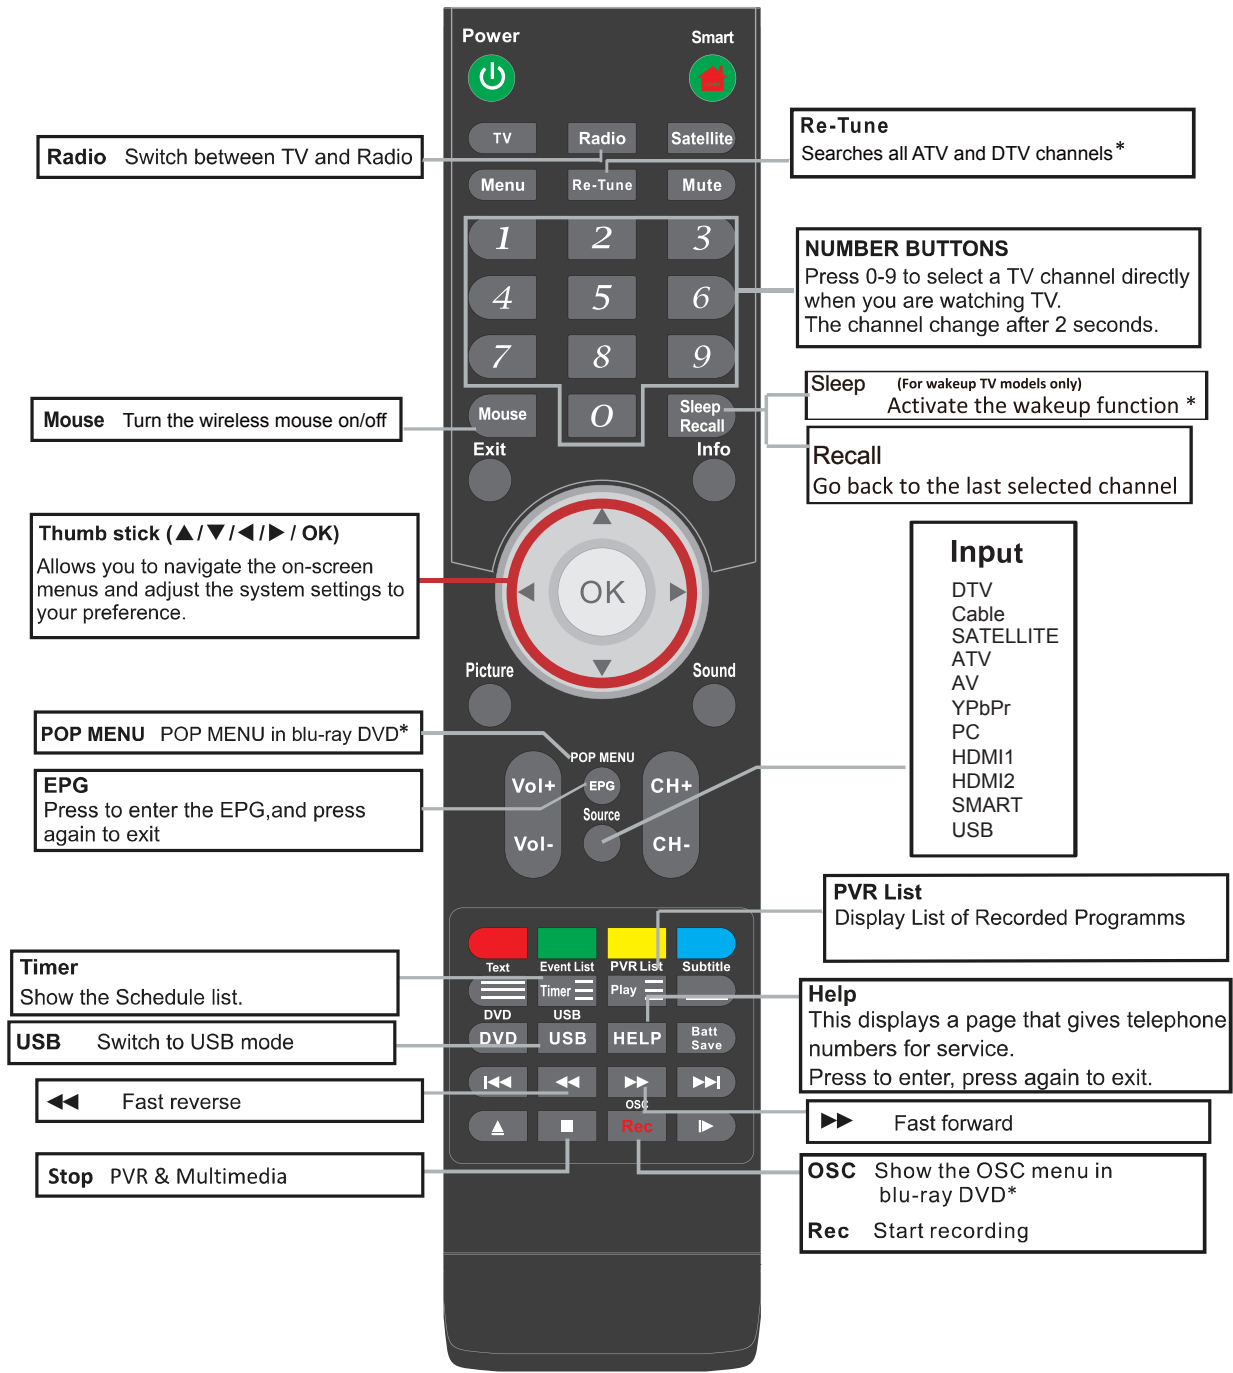 Power
Smart
TV
Radio
Satellite
Menu
Re-Tune
Mute
1
2
3
4
5
6
7
8
9
Mouse
0
Sleep
Recall
Exit
Info
OK
Picture
Sound
POP MENU
Vol+
EPG
CH+
Source
Vol-
CH-
Text
Event List
PVR List
Subtitle
Timer
Play
DVD
USB
DVD
USB
HELP
Batt
Save
OSC
Rec
Radio Switch between TV and Radio
Mouse Turn the wireless mouse on/off
Thumb stick (▲/▼/◀/▶ / OK)
Allows you to navigate the on-screen
menus and adjust the system settings to
your preference.
POP MENU POP MENU in blu-ray DVD*
EPG
Press to enter the EPG,and press
again to exit
Timer
Show the Schedule list.
USB Switch to USB mode
◀◀ Fast reverse
Stop PVR & Multimedia
Re-Tune
Searches all ATV and DTV channels*
NUMBER BUTTONS
Press 0-9 to select a TV channel directly
when you are watching TV.
The channel change after 2 seconds.
Sleep (For wakeup TV models only)
Activate the wakeup function *
Recall
Go back to the last selected channel
Input
DTV
Cable
SATELLITE
ATV
AV
YPbPr
PC
HDMI1
HDMI2
SMART
USB
PVR List
Display List of Recorded Programms
Help
This displays a page that gives telephone
numbers for service.
Press to enter, press again to exit.
▶▶ Fast forward
OSC Show the OSC menu in
blu-ray DVD*
Rec Start recording